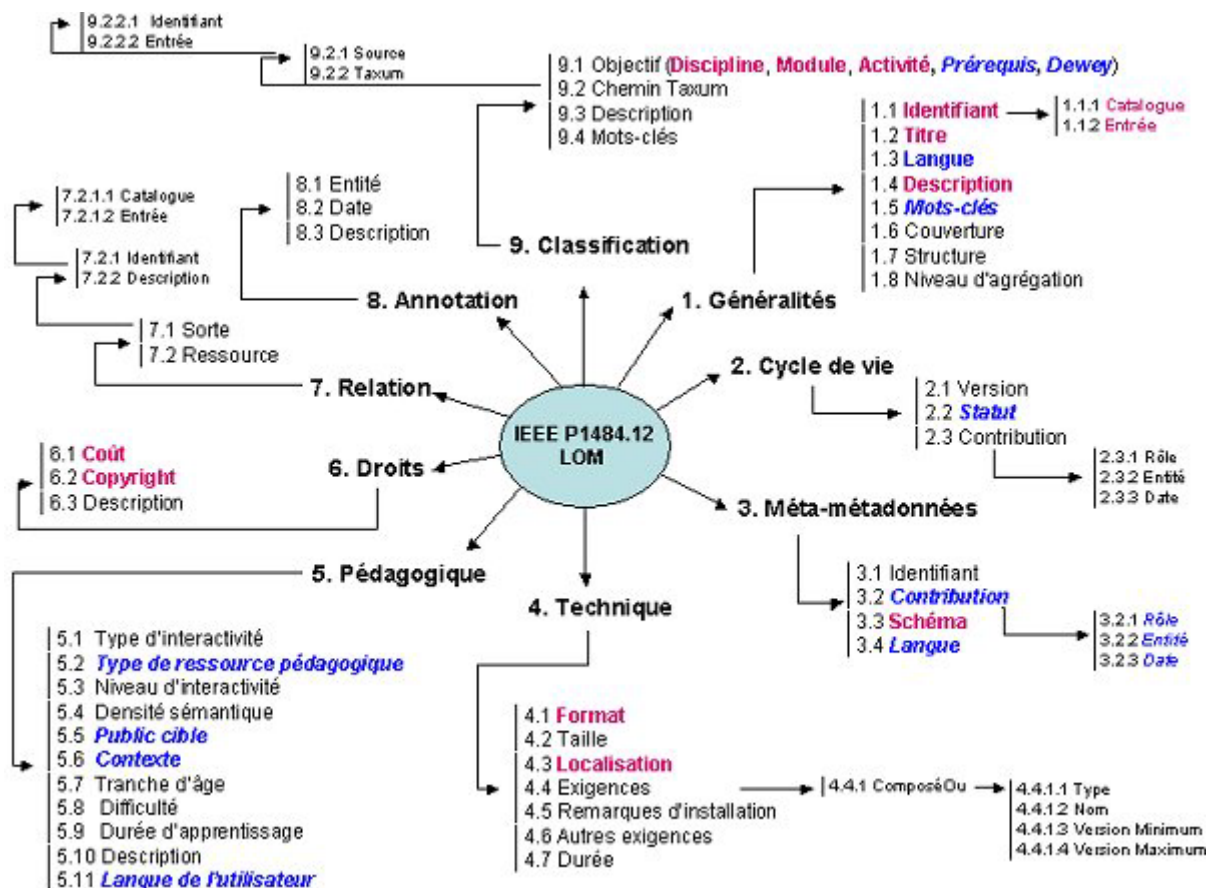 9.2.2.1 Identifiant
9.2.2.2 Entrée
9.2.1 Source
9.2.2 Taxum
9.1 Objectif (Discipline, Module, Activité, Prérequis, Dewey)
9.2 Chemin Taxum
9.3 Description
9.4 Mots-clés
9. Classification
1.1 Identifiant
1.2 Titre
1.3 Langue
1.4 Description
1.5 Mots-clés
1.6 Couverture
1.7 Structure
1.8 Niveau d'agrégation
1.1.1 Catalogue
1.1.2 Entrée
1. Généralités
8.1 Entité
8.2 Date
8.3 Description
8. Annotation
7.2.1.1 Catalogue
7.2.1.2 Entrée
7.2.1 Identifiant
7.2.2 Description
7.1 Sorte
7.2 Ressource
7. Relation
2. Cycle de vie
2.1 Version
2.2 Statut
2.3 Contribution
2.3.1 Rôle
2.3.2 Entité
2.3.3 Date
IEEE P1484.12
LOM
6.1 Coût
6.2 Copyright
6.3 Description
6. Droits
3. Méta-métadonnées
3.1 Identifiant
3.2 Contribution
3.3 Schéma
3.4 Langue
3.2.1 Rôle
3.2.2 Entité
3.2.3 Date
5. Pédagogique
5.1 Type d'interactivité
5.2 Type de ressource pédagogique
5.3 Niveau d'interactivité
5.4 Densité sémantique
5.5 Public cible
5.6 Contexte
5.7 Tranche d'âge
5.8 Difficulté
5.9 Durée d'apprentissage
5.10 Description
5.11 Langue de l'utilisateur
4. Technique
4.1 Format
4.2 Taille
4.3 Localisation
4.4 Exigences
4.5 Remarques d'installation
4.6 Autres exigences
4.7 Durée
4.4.1 ComposéOu
4.4.1.1 Type
4.4.1.2 Nom
4.4.1.3 Version Minimum
4.4.1.4 Version Maximum